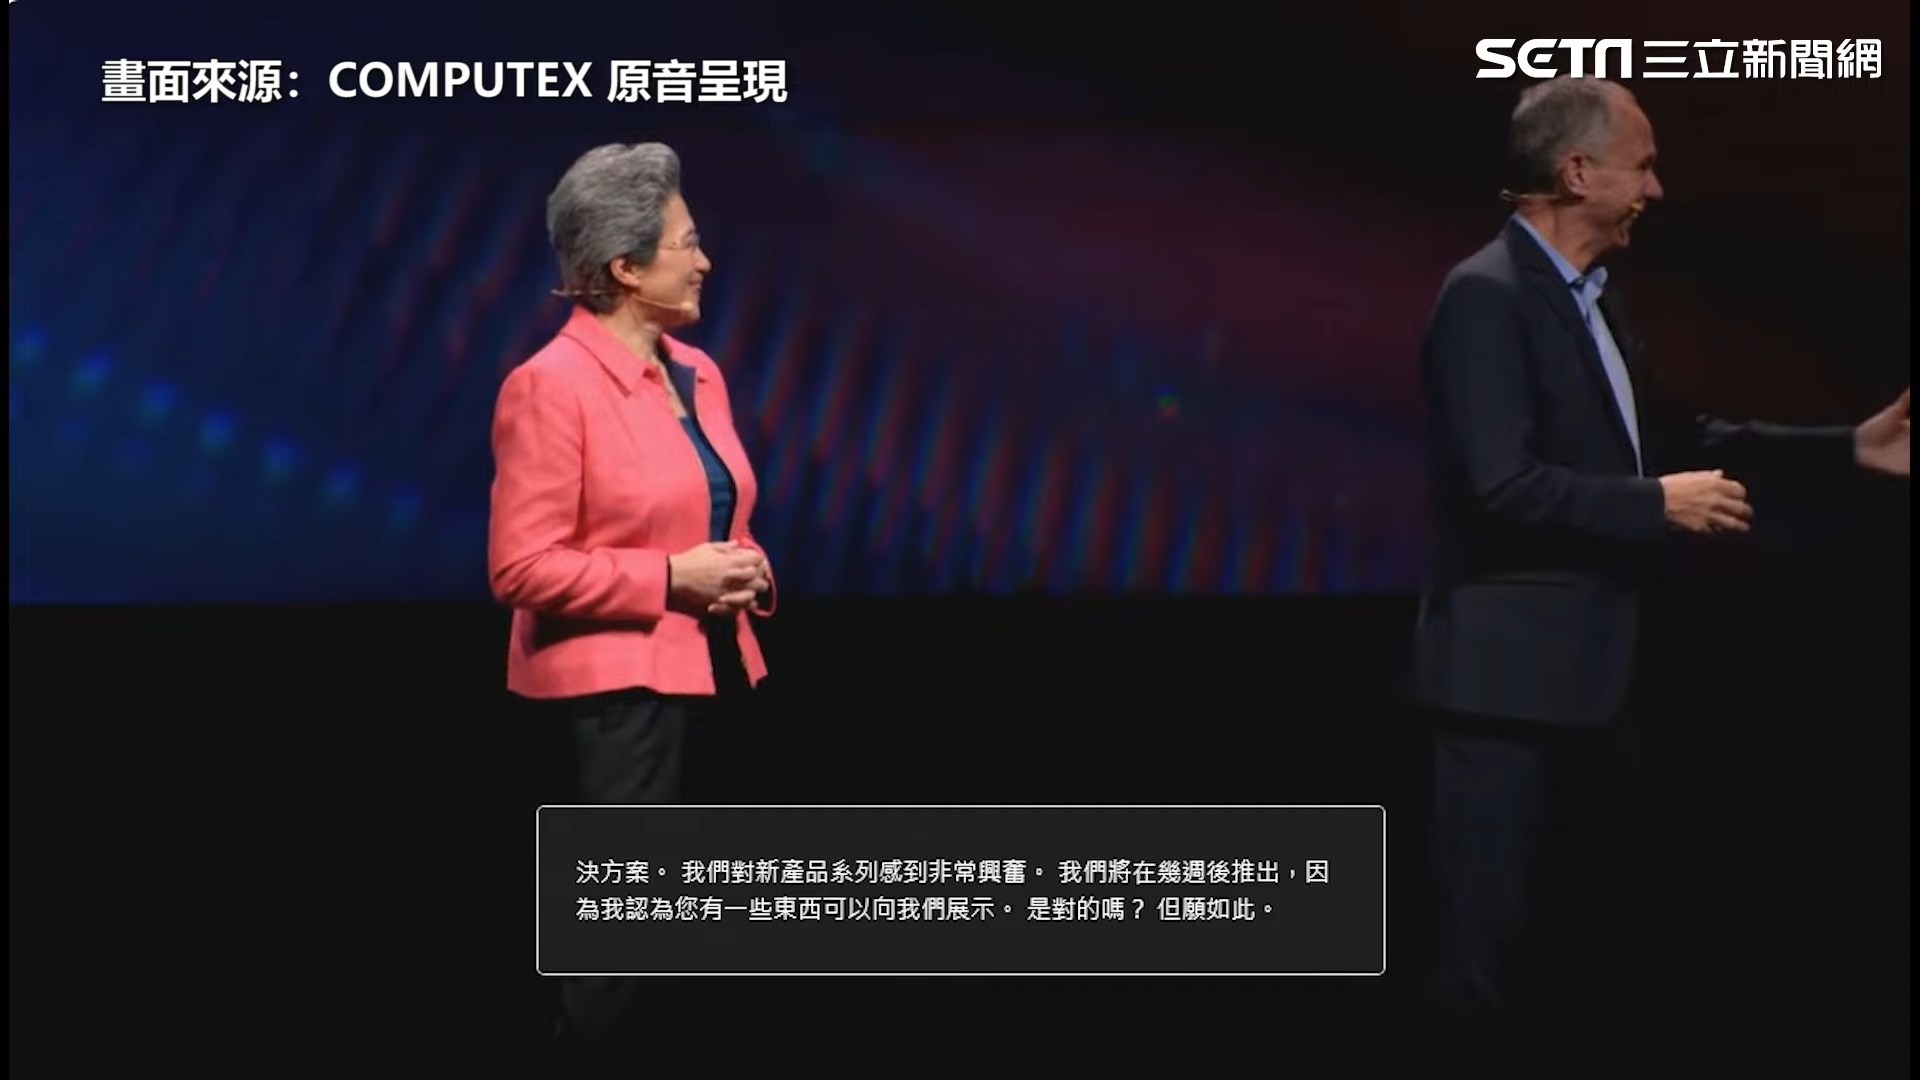 畫面來源：COMPUTEX 原音呈現
SETN三立新聞網
決方案。 我們對新產品系列感到非常興奮。 我們將在幾週後推出，因
為我認為您有一些東西可以向我們展示。 是對的嗎？ 但願如此。